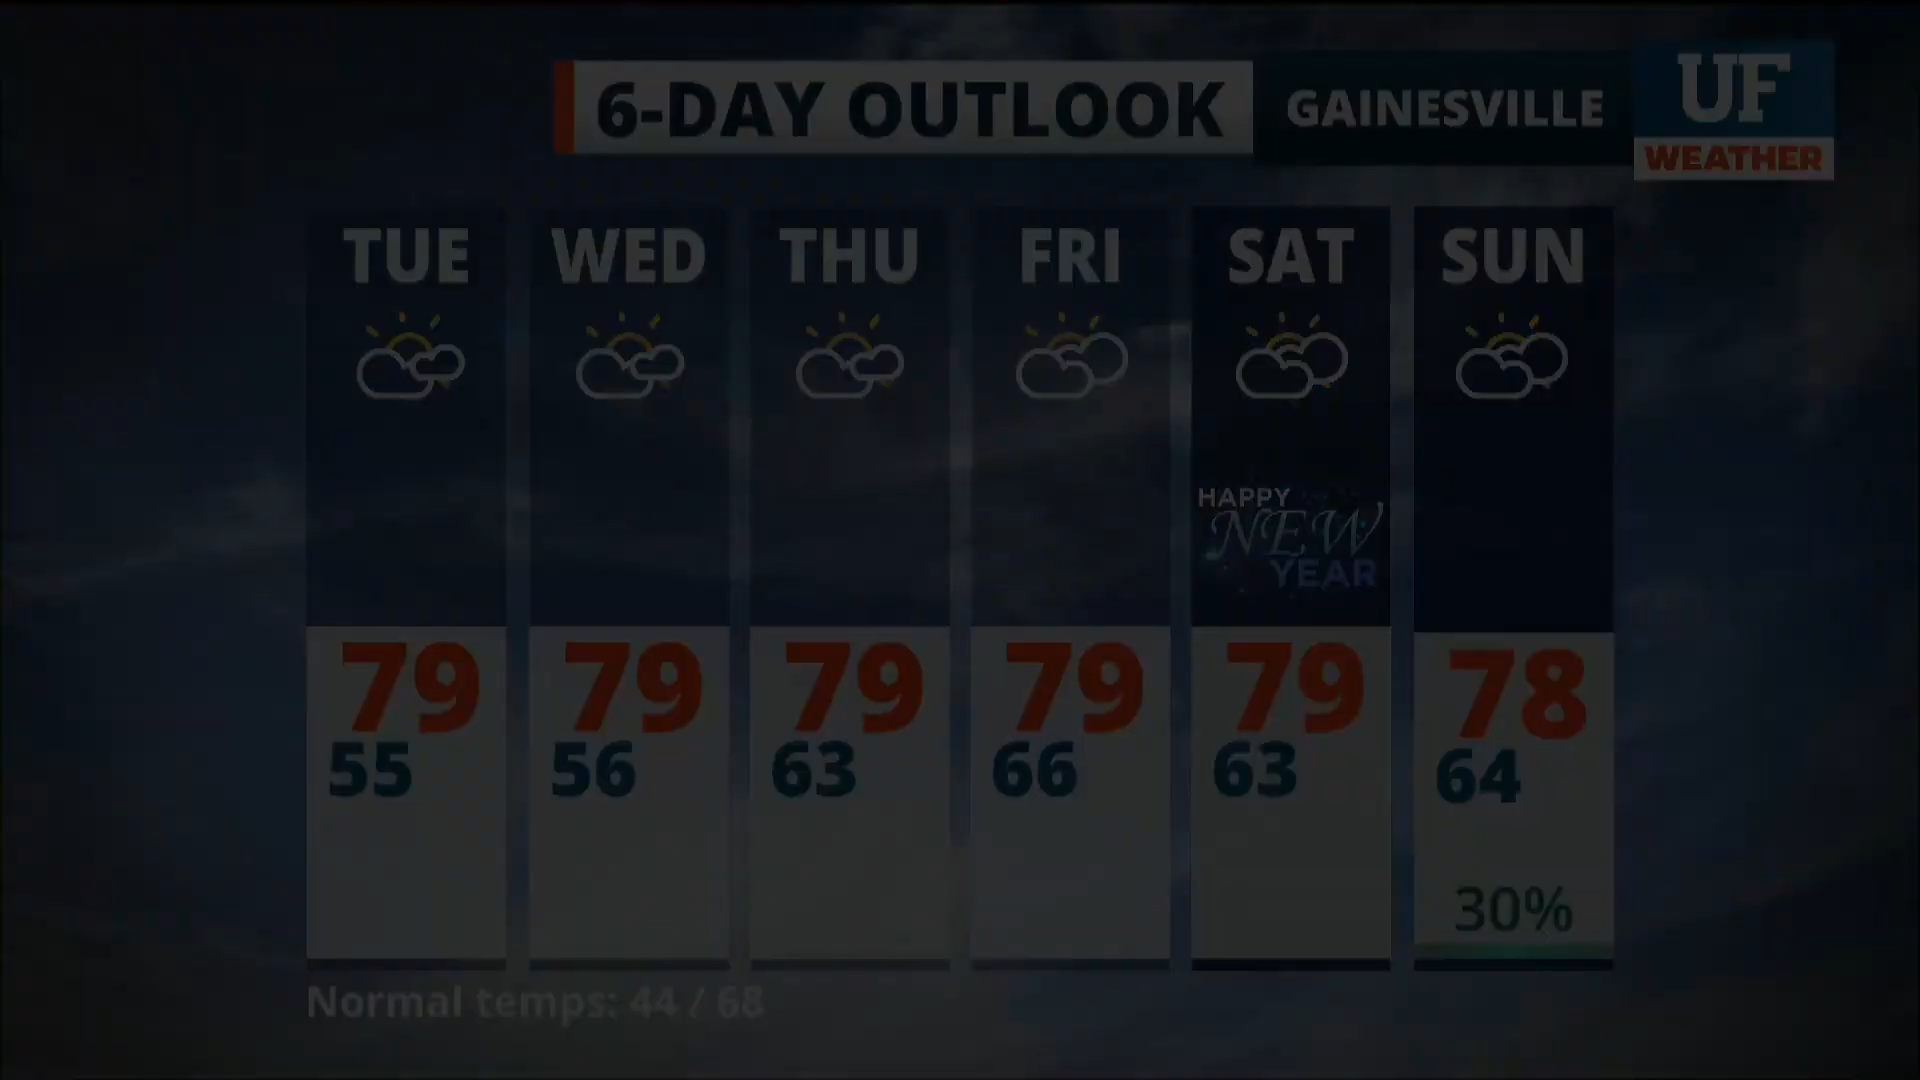 6-DAY OUTLOOK
GAINESVILLE
UF
WEATHER
TUE WED THU FRI SAT SUN
HAPPY
NEW
YEAR
79 79 79 79 79 78
55 56 63 66 63 64
30%
Normal temps: 44 / 68